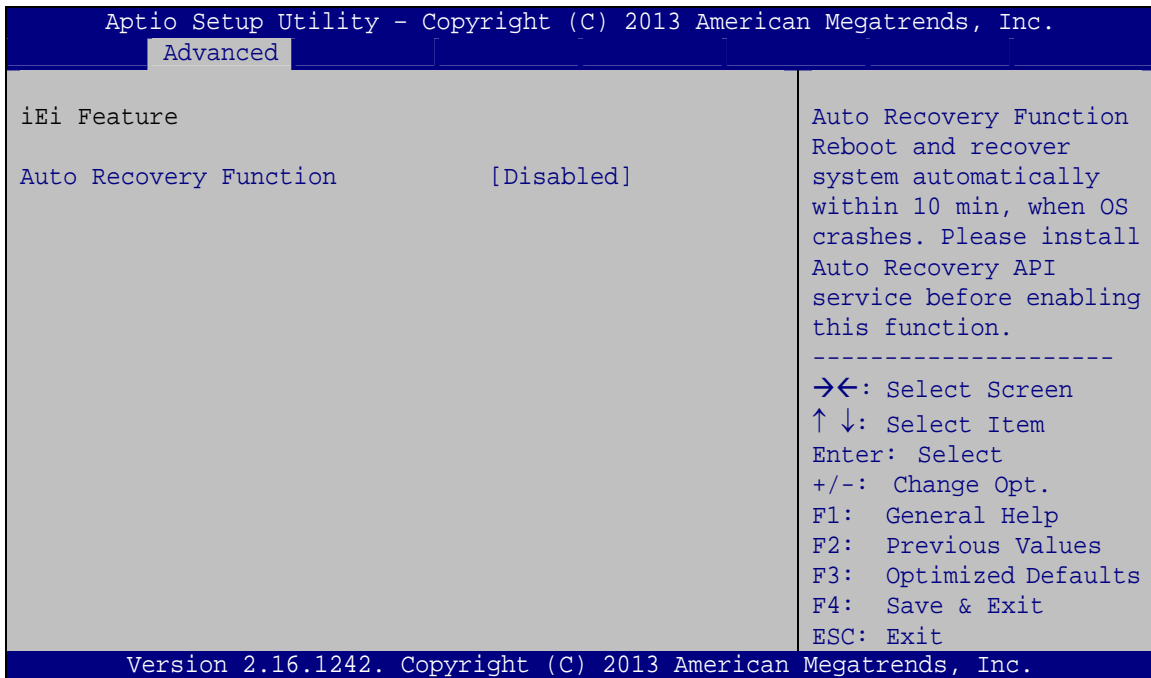 Aptio Setup Utility – Copyright (C) 2013 American Megatrends, Inc.
Advanced
iEi Feature
Auto Recovery Function [Disabled]
Auto Recovery Function
Reboot and recover
system automatically
within 10 min, when OS
crashes. Please install
Auto Recovery API
service before enabling
this function.
---------------------
→←: Select Screen
↑ ↓: Select Item
Enter: Select
+/-: Change Opt.
F1: General Help
F2: Previous Values
F3: Optimized Defaults
F4: Save & Exit
ESC: Exit
Version 2.16.1242. Copyright (C) 2013 American Megatrends, Inc.